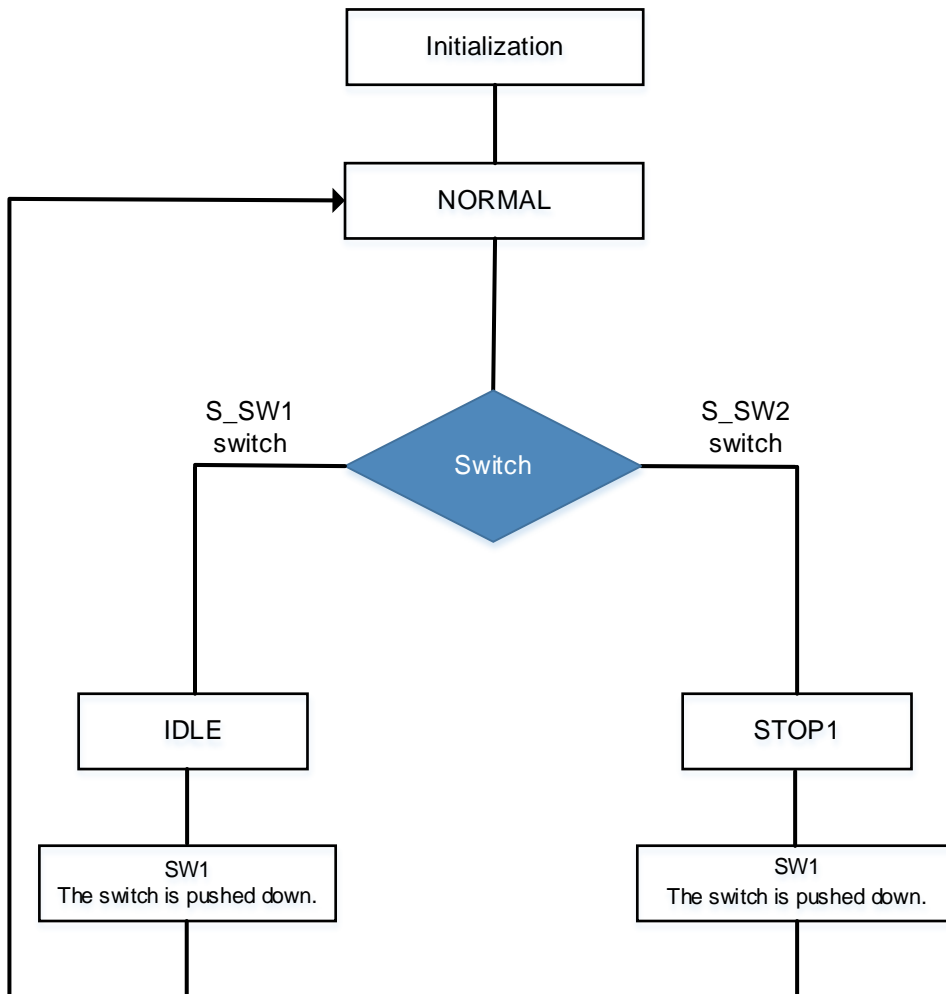 Initialization
NORMAL
S_SW1
switch
Switch
S_SW2
switch
IDLE
STOP1
SW1
The switch is pushed down.
SW1
The switch is pushed down.